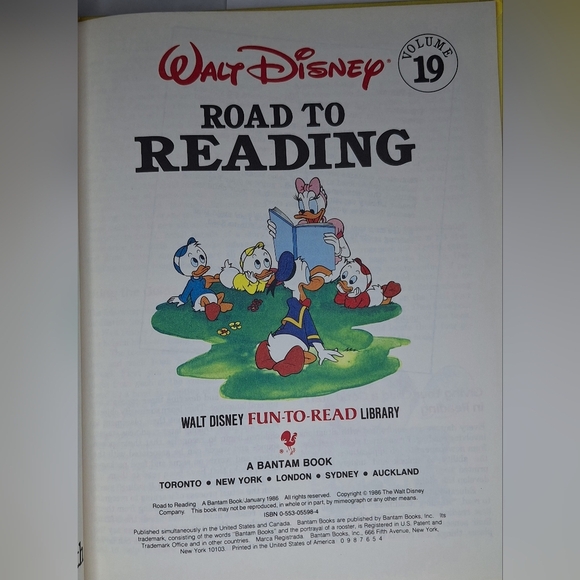 WALT DISNEY
VOLUME
19
ROAD TO
READING
WALT DISNEY FUN-TO-READ LIBRARY
A BANTAM BOOK
TORONTO • NEW YORK • LONDON • SYDNEY • AUCKLAND
Road to Reading A Bantam Book/January 1986 All rights reserved. Copyright © 1986 The Walt Disney
Company. This book may not be reproduced, in whole or in part, by mimeograph or any other means.
ISBN 0-553-05598-4
Published simultaneously in the United States and Canada. Bantam Books are published by Bantam Books, Inc. Its
trademark, consisting of the words "Bantam Books" and the portrayal of a rooster, is Registered in U.S. Patent and
Trademark Office and in other countries. Marca Registrada. Bantam Books, Inc., 666 Fifth Avenue, New York,
New York 10103. Printed in the United States of America 0 9 8 7 6 5 4